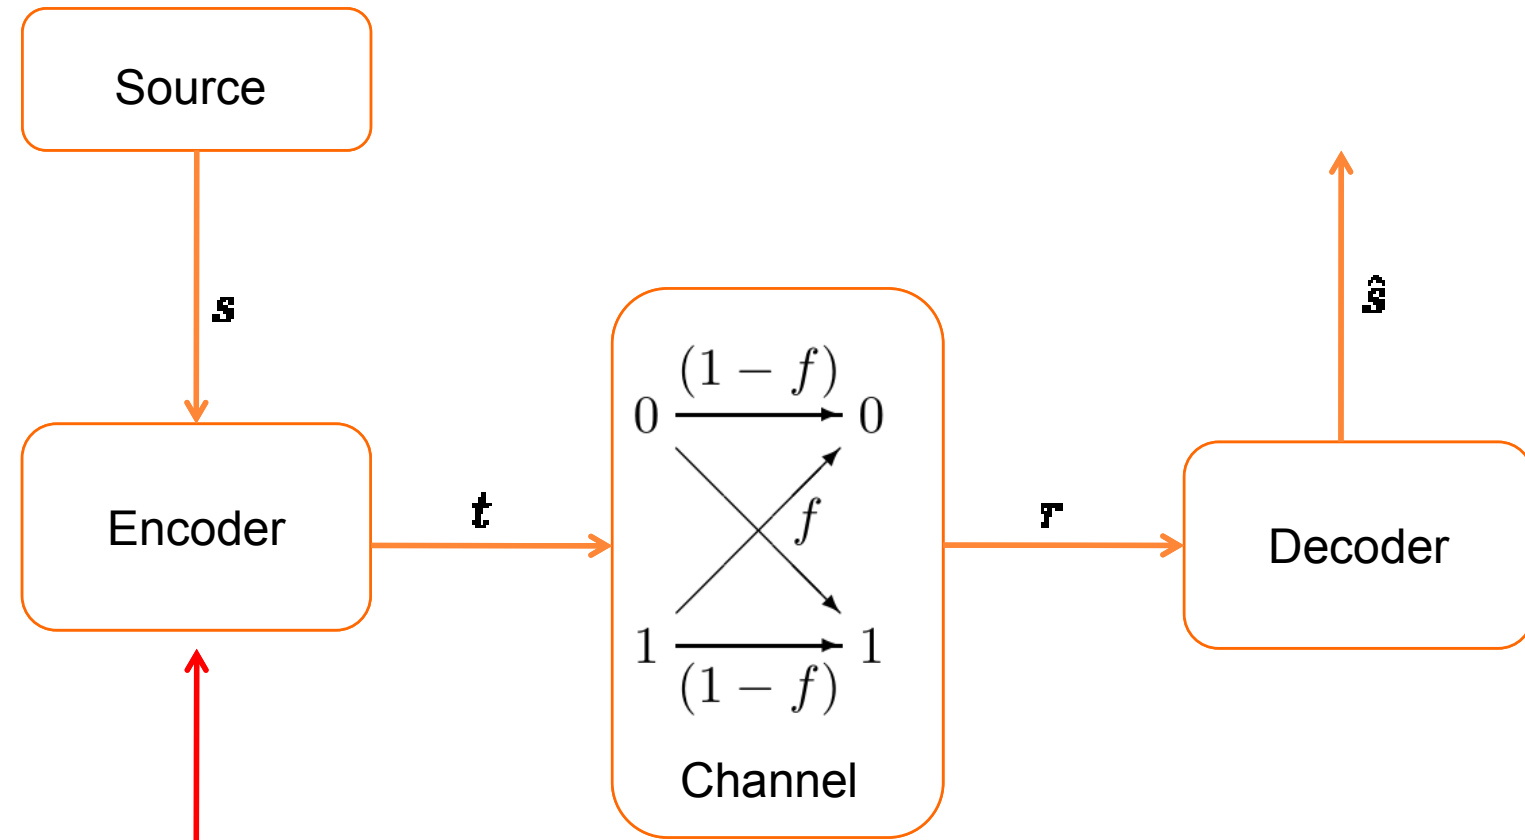 Source
s
ŝ
Encoder
t
(1 − f)
0 0
f
1 1
(1 − f)
Channel
r
Decoder